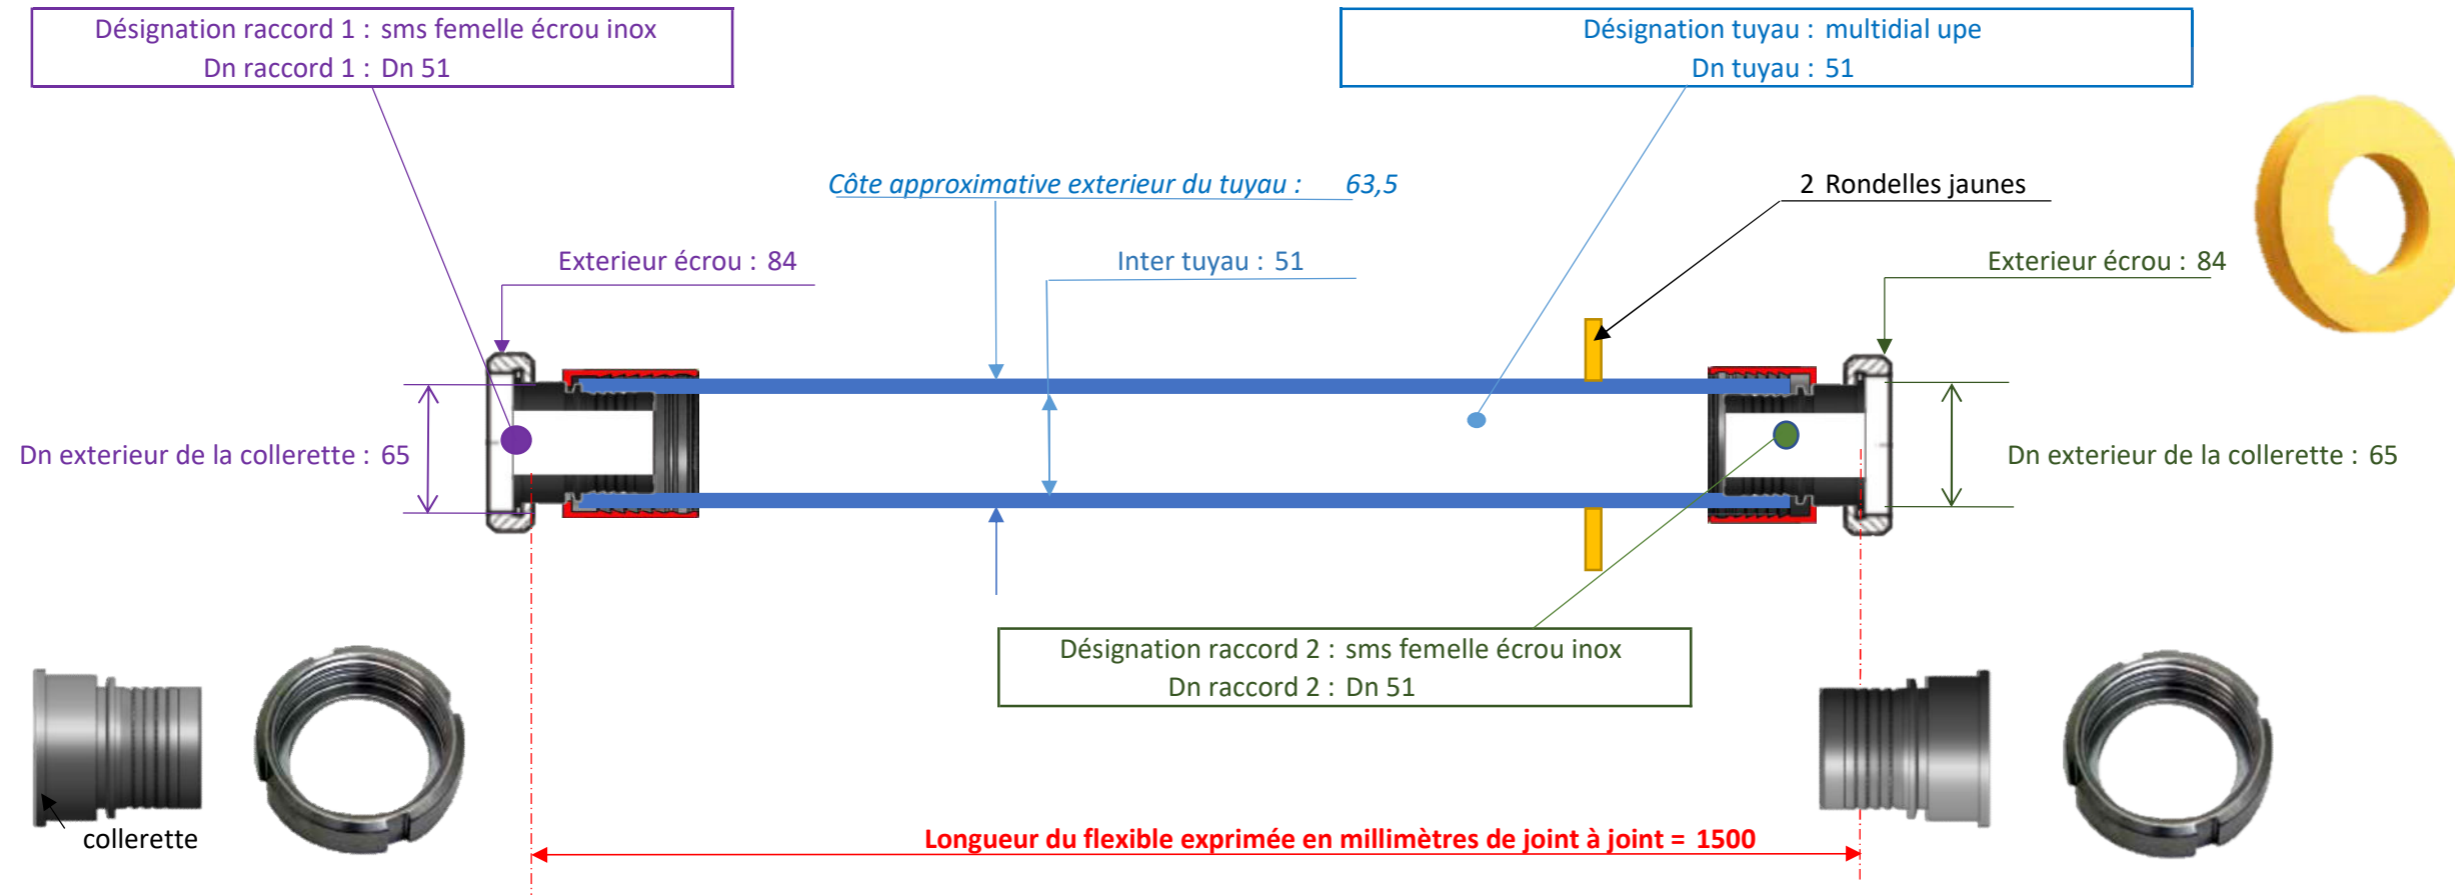 Désignation raccord 1 : sms femelle écrou inox
Dn raccord 1 : Dn 51
Désignation tuyau : multidial upe
Dn tuyau : 51
Côte approximative exterieur du tuyau : 63,5
2 Rondelles jaunes
Exterieur écrou : 84
Inter tuyau : 51
Exterieur écrou : 84
Dn exterieur de la collerette : 65
Dn exterieur de la collerette : 65
Désignation raccord 2 : sms femelle écrou inox
Dn raccord 2 : Dn 51
collerette
Longueur du flexible exprimée en millimètres de joint à joint = 1500